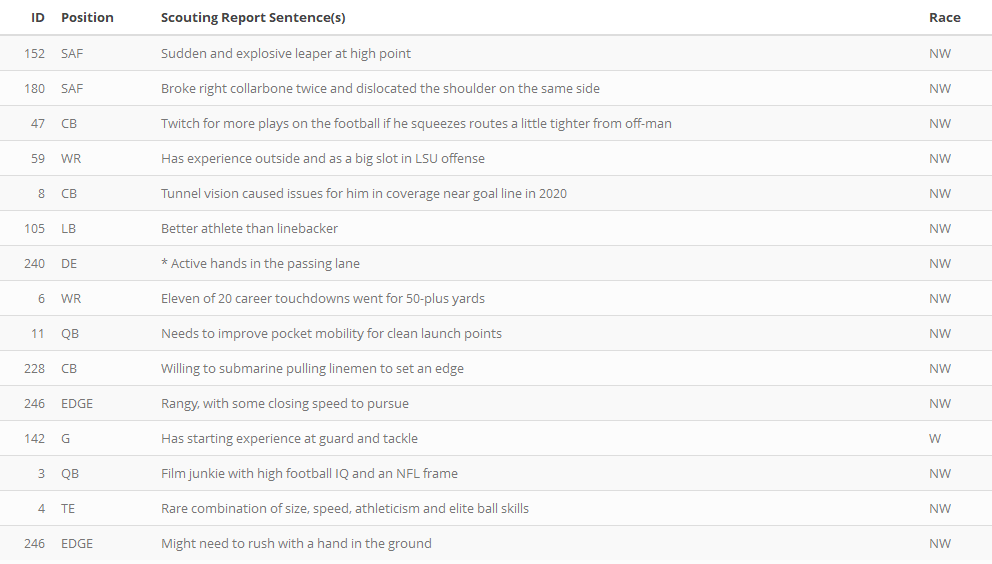 ID Position Scouting Report Sentence(s) Race
152 SAF Sudden and explosive leaper at high point NW
180 SAF Broke right collarbone twice and dislocated the shoulder on the same side NW
47 CB Twitch for more plays on the football if he squeezes routes a little tighter from off-man NW
59 WR Has experience outside and as a big slot in LSU offense NW
8 CB Tunnel vision caused issues for him in coverage near goal line in 2020 NW
105 LB Better athlete than linebacker NW
240 DE * Active hands in the passing lane NW
6 WR Eleven of 20 career touchdowns went for 50-plus yards NW
11 QB Needs to improve pocket mobility for clean launch points NW
228 CB Willing to submarine pulling linemen to set an edge NW
246 EDGE Rangy, with some closing speed to pursue NW
142 G Has starting experience at guard and tackle W
3 QB Film junkie with high football IQ and an NFL frame NW
4 TE Rare combination of size, speed, athleticism and elite ball skills NW
246 EDGE Might need to rush with a hand in the ground NW